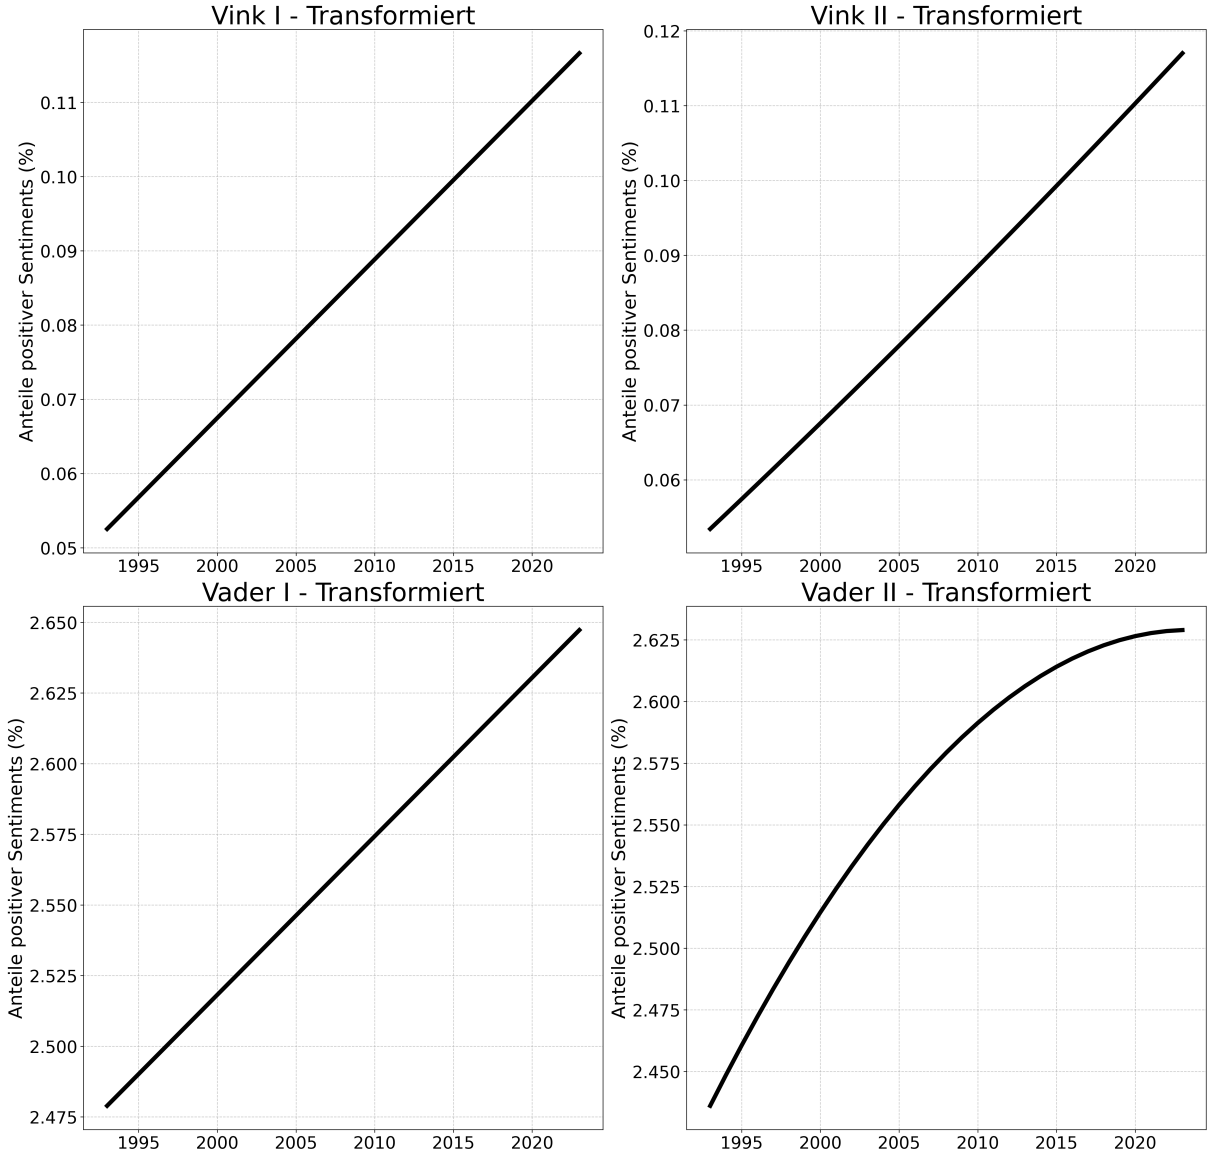 Vink I - Transformiert
Anteile positiver Sentiments (%)
0.11
0.10
0.09
0.08
0.07
0.06
0.05
1995 2000 2005 2010 2015 2020
Vink II - Transformiert
Anteile positiver Sentiments (%)
0.12
0.11
0.10
0.09
0.08
0.07
0.06
1995 2000 2005 2010 2015 2020
Vader I - Transformiert
Anteile positiver Sentiments (%)
2.650
2.625
2.600
2.575
2.550
2.525
2.500
2.475
1995 2000 2005 2010 2015 2020
Vader II - Transformiert
Anteile positiver Sentiments (%)
2.625
2.600
2.575
2.550
2.525
2.500
2.475
2.450
1995 2000 2005 2010 2015 2020